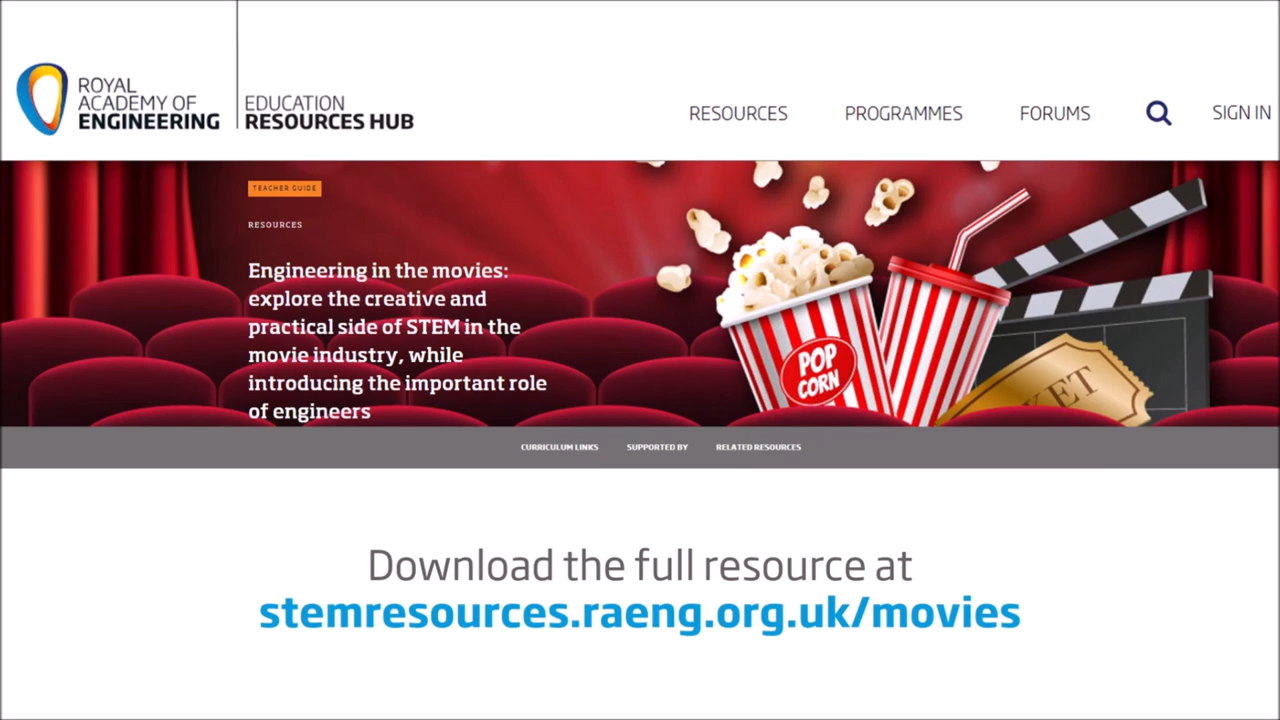 ROYAL
ACADEMY OF
ENGINEERING
EDUCATION
RESOURCES HUB
RESOURCES
PROGRAMMES
FORUMS
SIGN IN
TEACHER GUIDE
RESOURCES
Engineering in the movies:
explore the creative and
practical side of STEM in the
movie industry, while
introducing the important role
of engineers
POP
CORN
KET
CURRICULUM LINKS
SUPPORTED BY
RELATED RESOURCES
Download the full resource at
stemresources.raeng.org.uk/movies